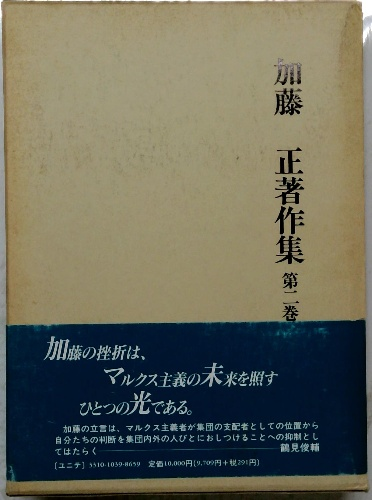 加藤 正著作集 第二巻
加藤の挫折は、
マルクス主義の未来を照す
ひとつの光である。
加藤の立言は、マルクス主義者が集団の支配者としての位置から
自分たちの判断を集団内外の人びとにおしつけることへの抑制とし
てはたらく——鶴見俊輔
[ユニテ] 3310-1039-8659 定価10,000円(9,709円+税291円)